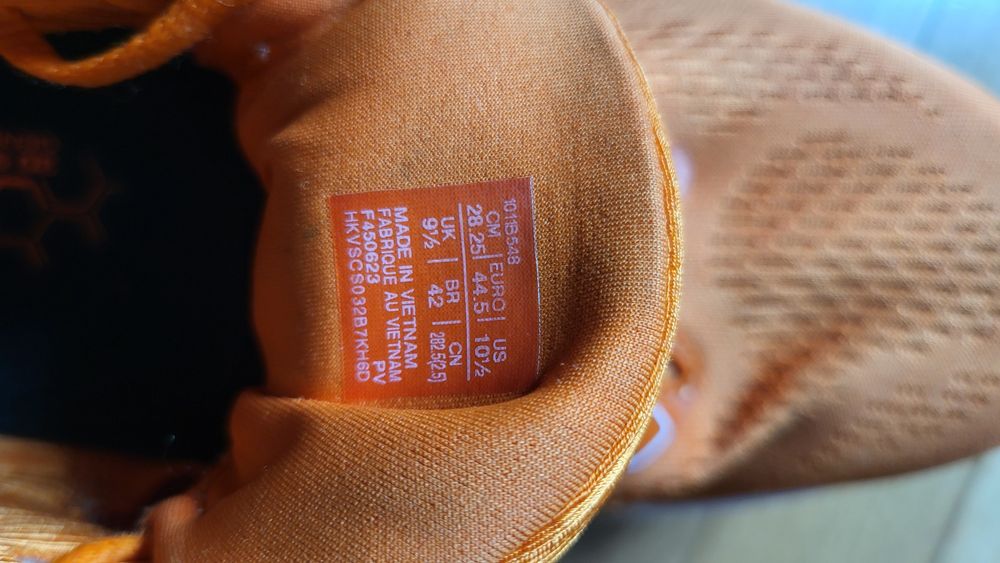 1011B548
CM | EURO | US
28.25 | 44.5 | 10½
UK | BR | CN
9½ | 42 | 282.5(2.5)
MADE IN VIETNAM
FABRIQUE AU VIETNAM
F450623 PV
HKVSCS032B7KH6D